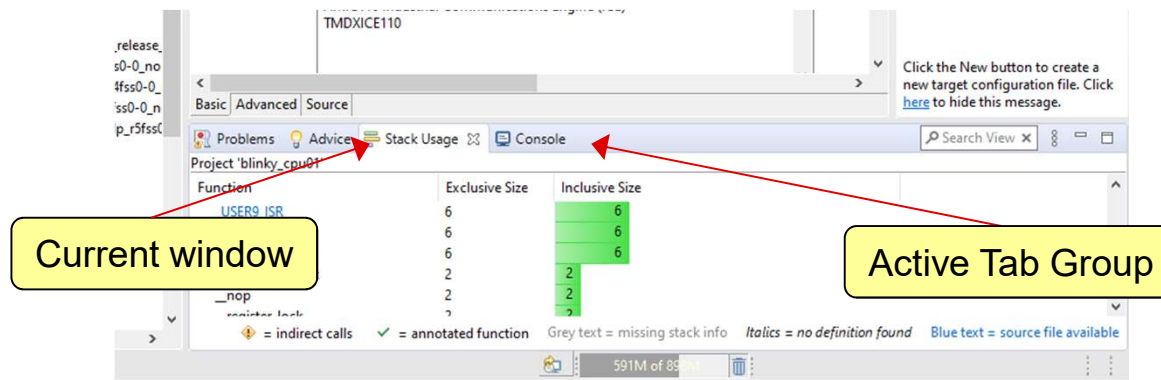 TMDXICE110
_release_
s0-0_no
4fss0-0_
ss0-0_n
p_r5fss0
Click the New button to create a
new target configuration file. Click
here to hide this message.
Basic Advanced Source
Problems Advice Stack Usage Console
Search View
Project 'blinky_cpu01'
Function Exclusive Size Inclusive Size
USER9_ISR 6 6
6 6
6 6
2 2
__nop 2 2
Current window
Active Tab Group
= indirect calls = annotated function Grey text = missing stack info Italics = no definition found Blue text = source file available
591M of